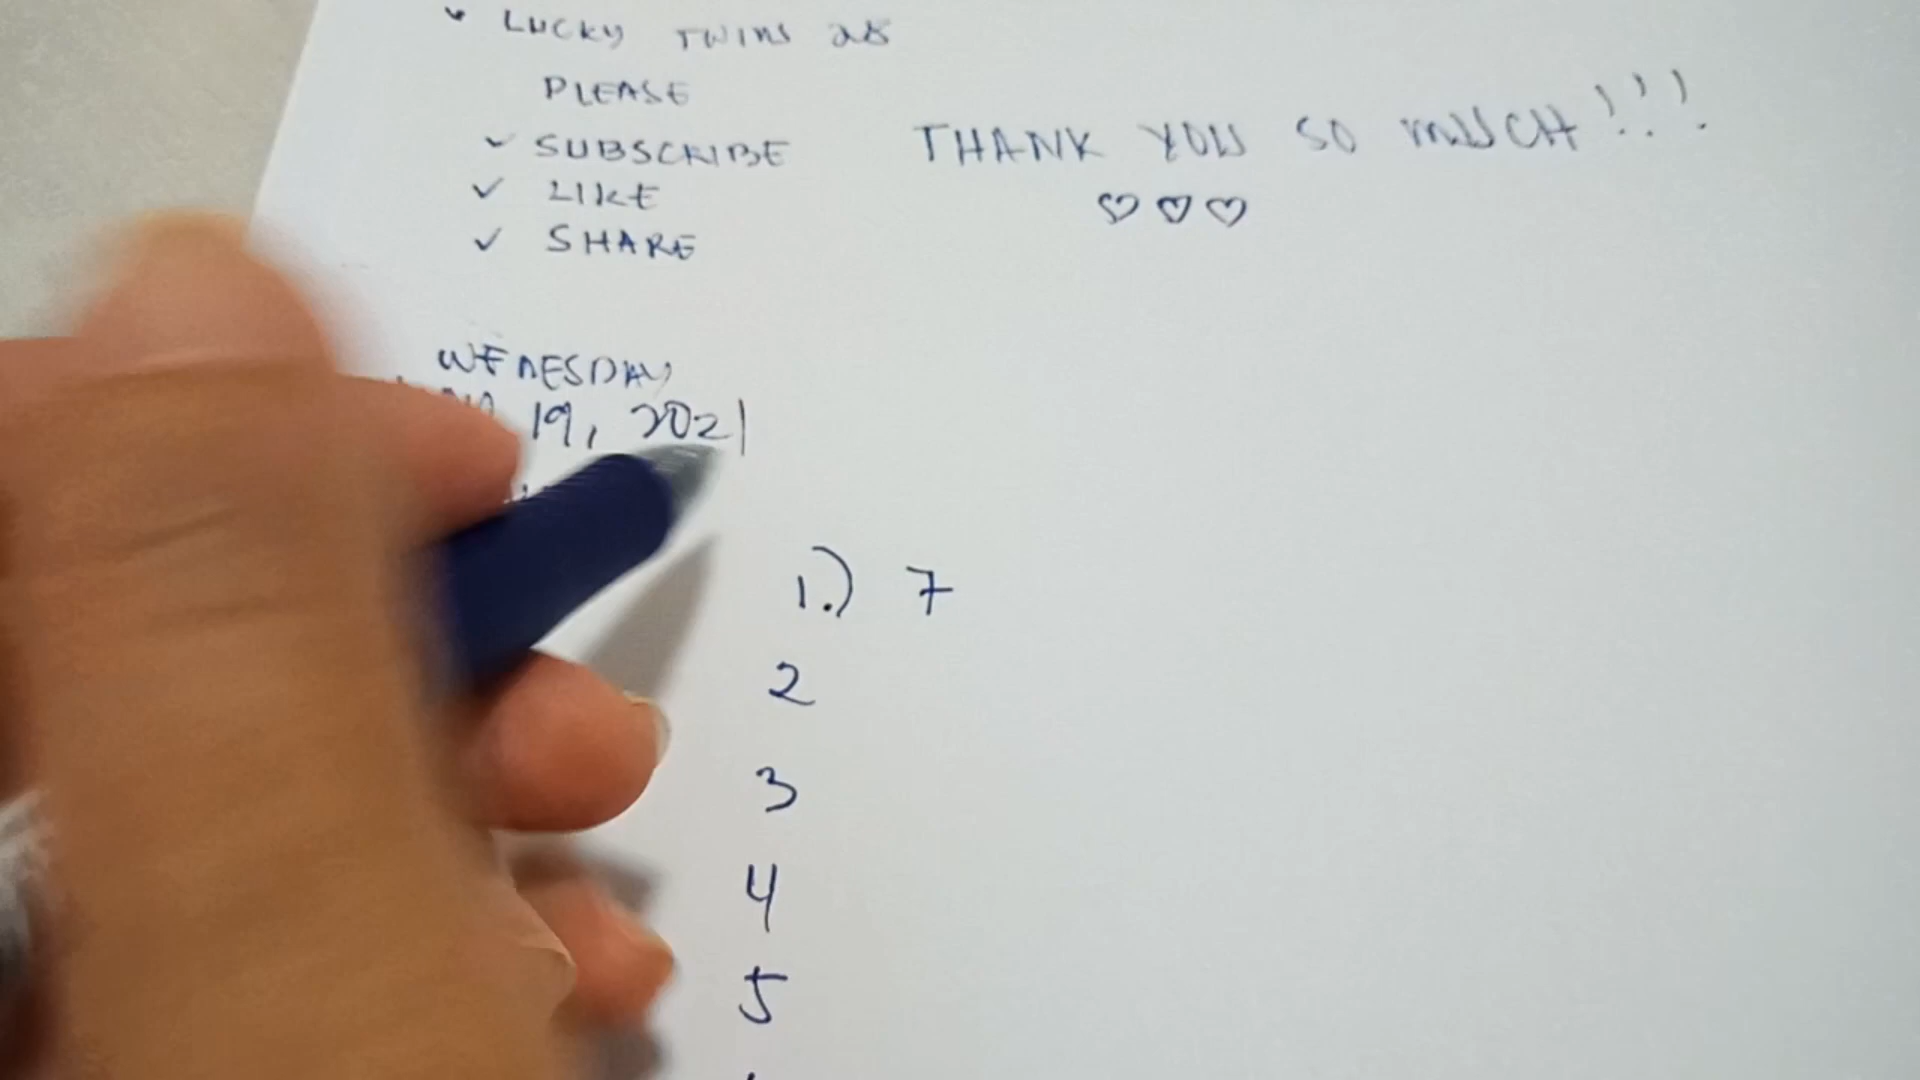 LUCKY TWINS 28
PLEASE
✓ SUBSCRIBE
✓ LIKE
✓ SHARE
THANK YOU SO MUCH!!!
♡♡♡
WEDNESDAY
19, 2021
1.) 7
2
3
4
5